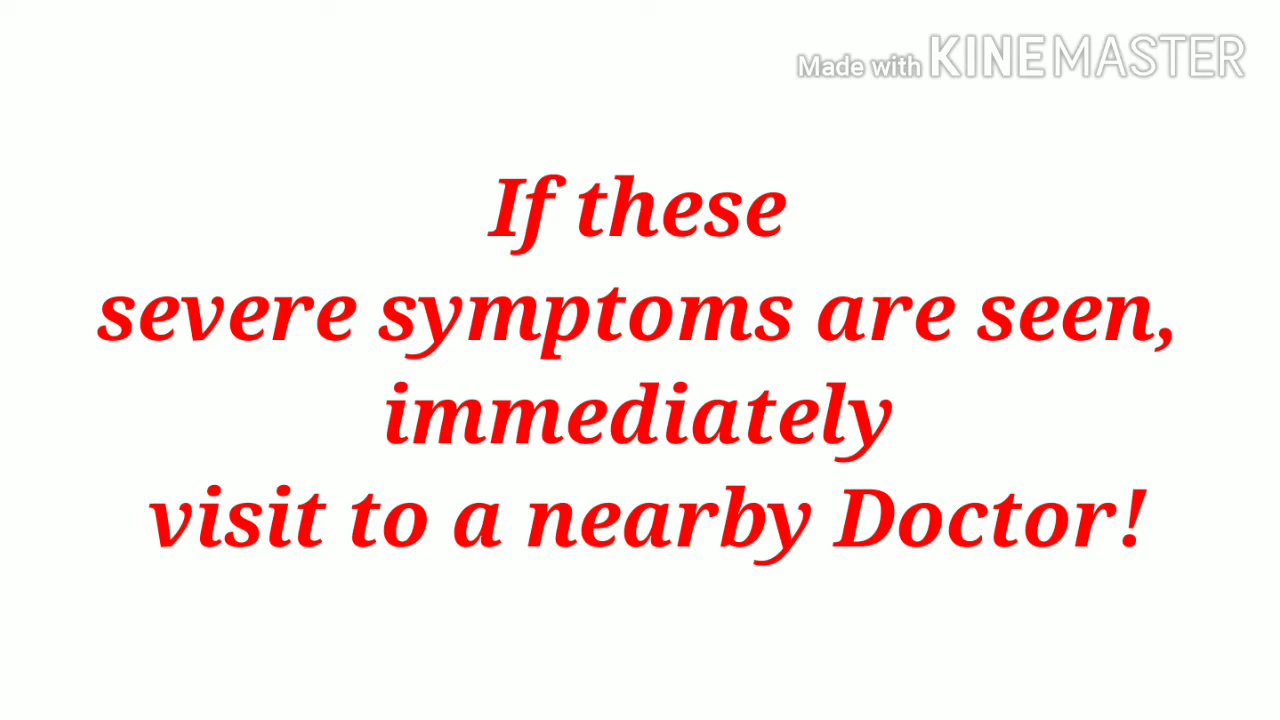 Made with KINEMASTER
If these
severe symptoms are seen,
immediately
visit to a nearby Doctor!